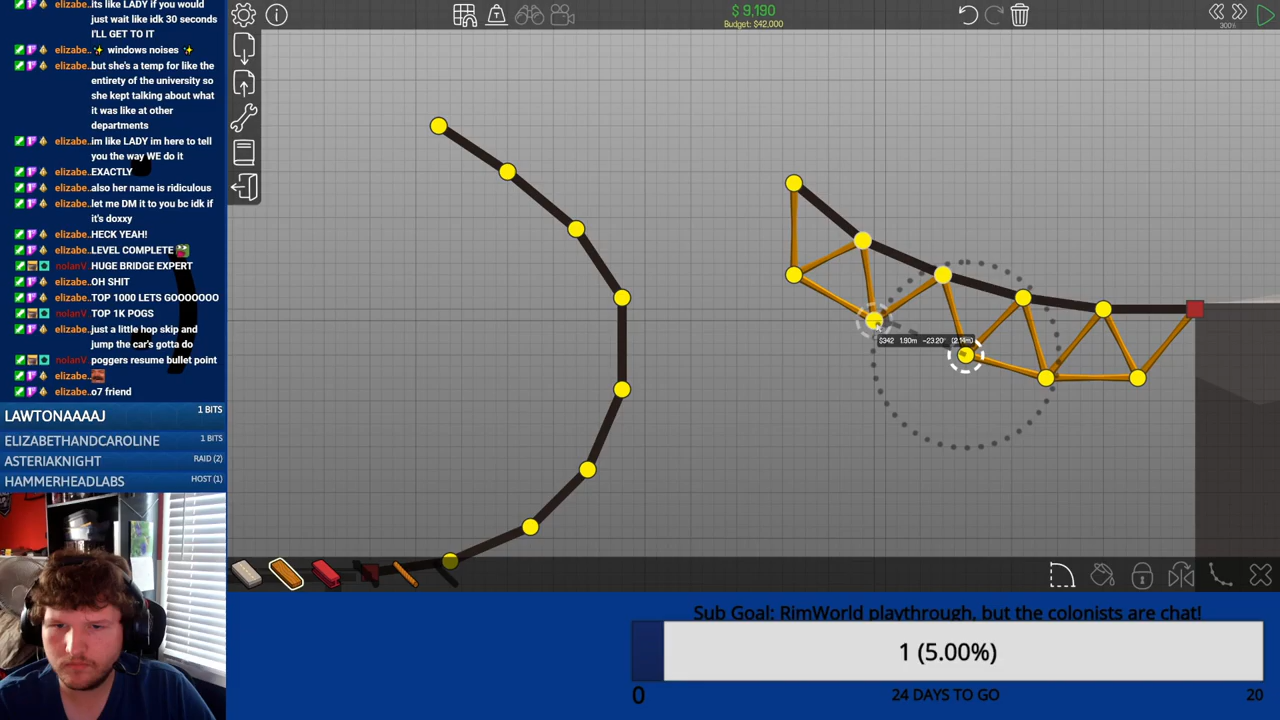 its like LADY if you would
just wait like idk 30 seconds
I'LL GET TO IT
elizabe.. ✨ windows noises ✨
elizabe.. but she's a temp for like the
entirety of the university so
she kept talking about what
it was like at other
departments
elizabe.. im like LADY im here to tell
you the way WE do it
elizabe.. EXACTLY
elizabe.. also her name is ridiculous
elizabe.. let me DM it to you bc idk if
it's doxxy
elizabe.. HECK YEAH!
elizabe.. LEVEL COMPLETE
nolanV. HUGE BRIDGE EXPERT
elizabe.. OH SHIT
elizabe.. TOP 1000 LETS GOOOOOOO
nolanV. TOP 1K POGS
elizabe.. just a little hop skip and
jump the car's gotta do
nolanV. poggers resume bullet point
elizabe..
elizabe.. o7 friend
LAWTONAAAAJ 1 BITS
ELIZABETHANDCAROLINE 1 BITS
ASTERIAKNIGHT RAID (2)
HAMMERHEADLABS HOST (1)
$ 9,190
Budget: $42.000
300%
$342 1.90m −23.20° (2.14m)
Sub Goal: RimWorld playthrough, but the colonists are chat!
1 (5.00%)
0 24 DAYS TO GO 20